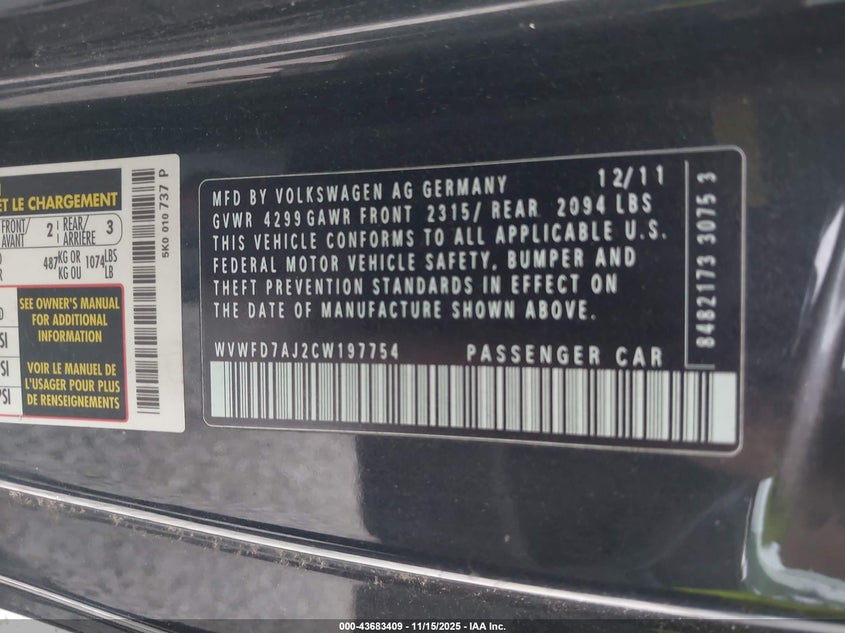 ET LE CHARGEMENT
FRONT/
AVANT
2
REAR/
ARRIÈRE
3
487 KG OR
KG OU
1074 LBS
LB
SEE OWNER'S MANUAL
FOR ADDITIONAL
INFORMATION
VOIR LE MANUEL DE
L'USAGER POUR PLUS
DE RENSEIGNEMENTS
PSI
5K0 010 737 P
MFD BY VOLKSWAGEN AG GERMANY 12/11
GVWR 4299 GAWR FRONT 2315/ REAR 2094 LBS
THIS VEHICLE CONFORMS TO ALL APPLICABLE U.S.
FEDERAL MOTOR VEHICLE SAFETY, BUMPER AND
THEFT PREVENTION STANDARDS IN EFFECT ON
THE DATE OF MANUFACTURE SHOWN ABOVE.
WVWFD7AJ2CW197754 PASSENGER CAR
8482173 3075 3
000-43683409 - 11/15/2025 - IAA Inc.